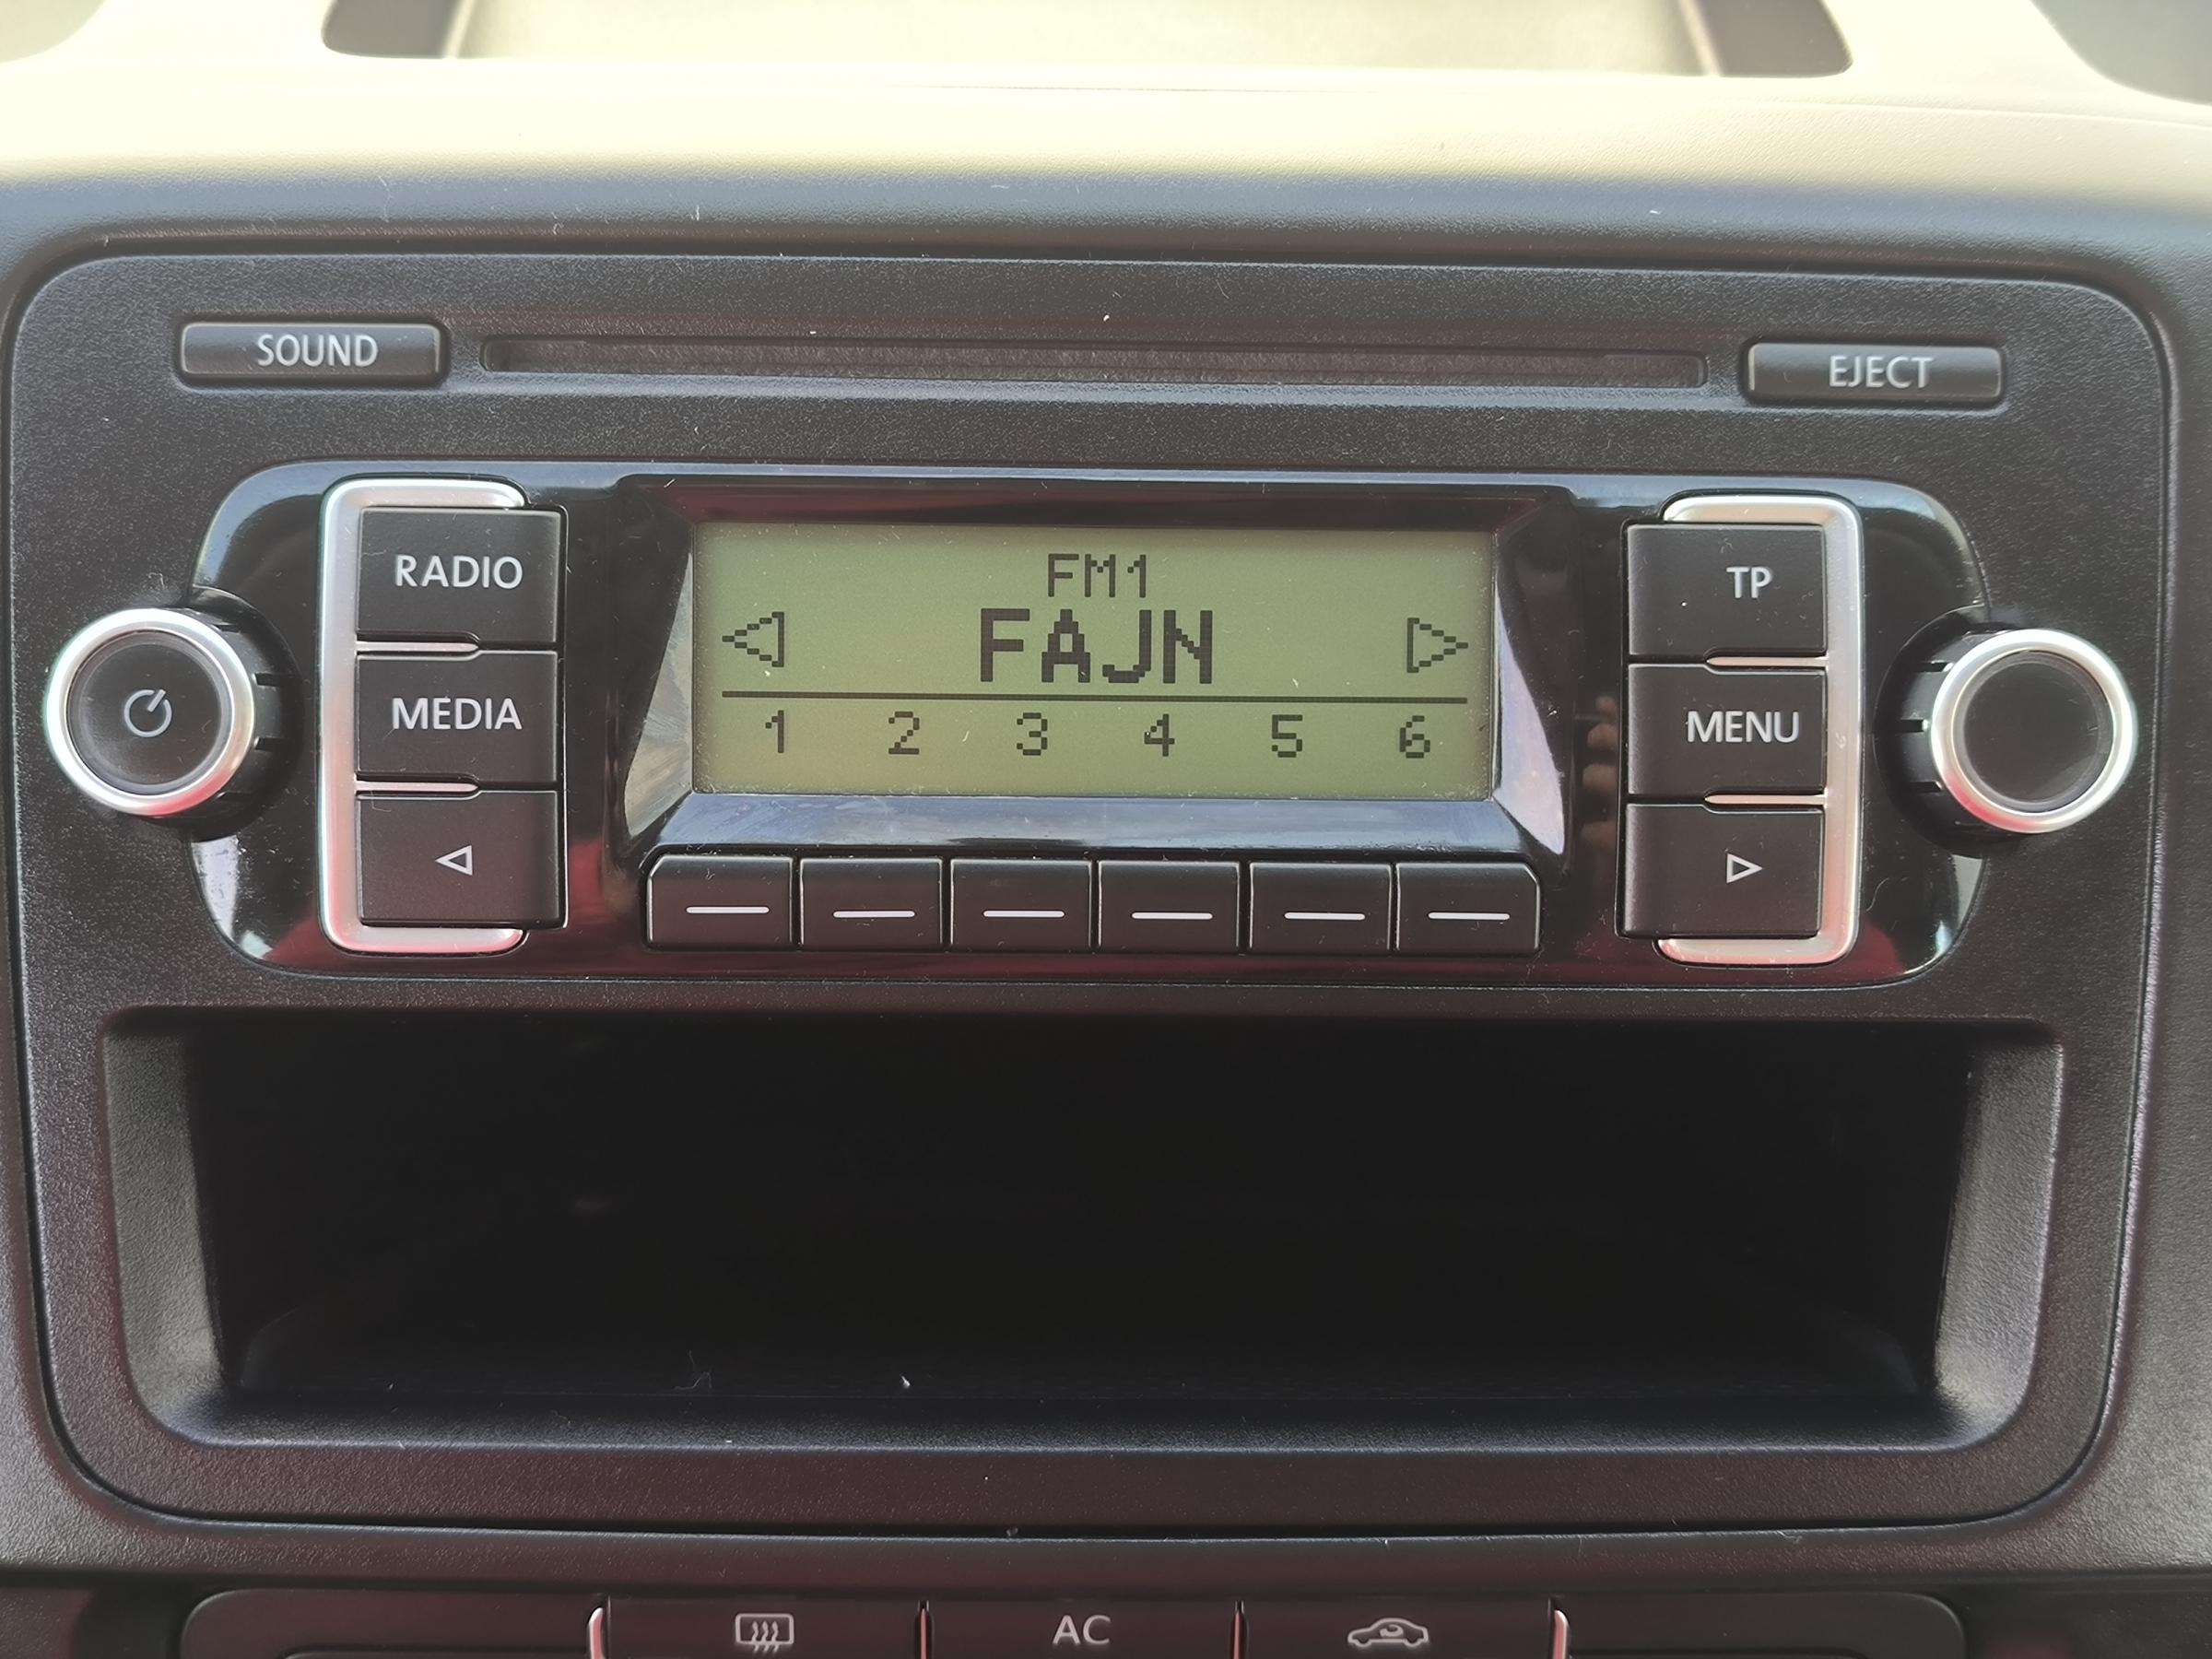 SOUND
EJECT
RADIO
MEDIA
FM1
FAJN
1 2 3 4 5 6
TP
MENU
AC